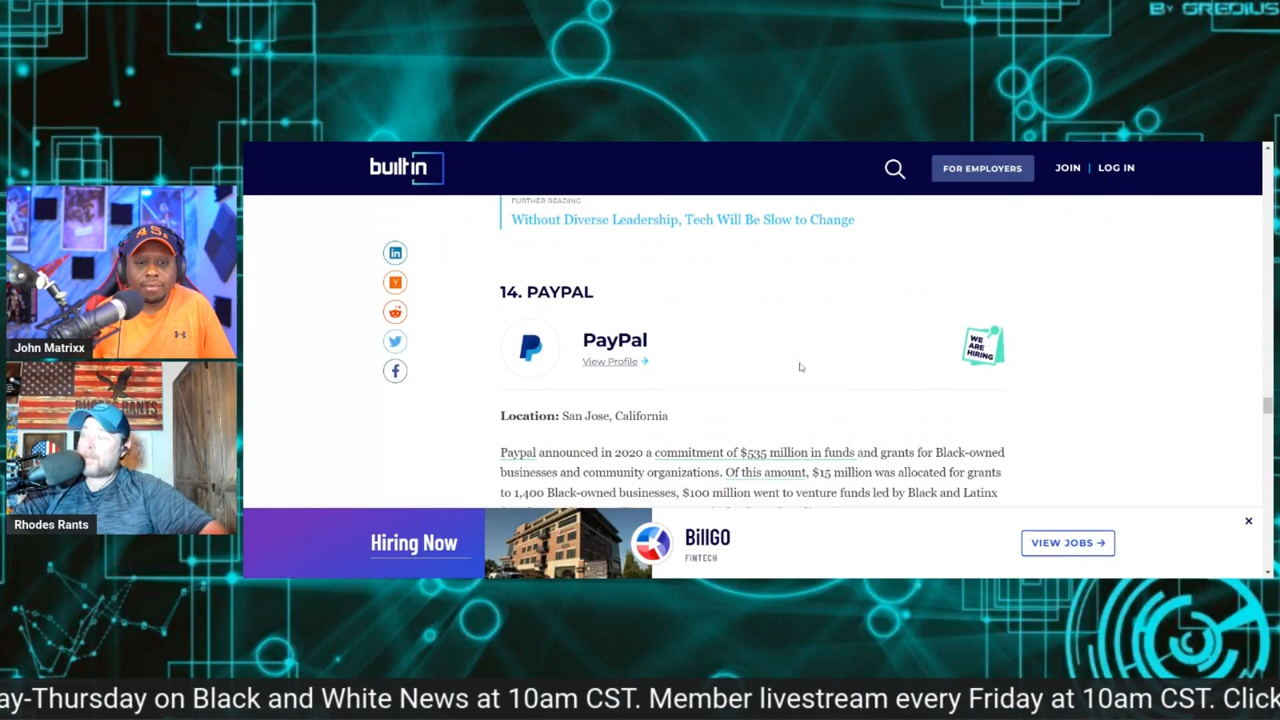 BY GREDIUS
builtin
FOR EMPLOYERS
JOIN | LOG IN
FURTHER READING
Without Diverse Leadership, Tech Will Be Slow to Change
14. PAYPAL
PayPal
View Profile →
WE ARE HIRING
Location: San Jose, California
Paypal announced in 2020 a commitment of $535 million in funds and grants for Black-owned
businesses and community organizations. Of this amount, $15 million was allocated for grants
to 1,400 Black-owned businesses, $100 million went to venture funds led by Black and Latinx
45
John Matrixx
RHODES RANTS
Rhodes Rants
Hiring Now
BillGO
FINTECH
VIEW JOBS →
ay-Thursday on Black and White News at 10am CST. Member livestream every Friday at 10am CST. Click